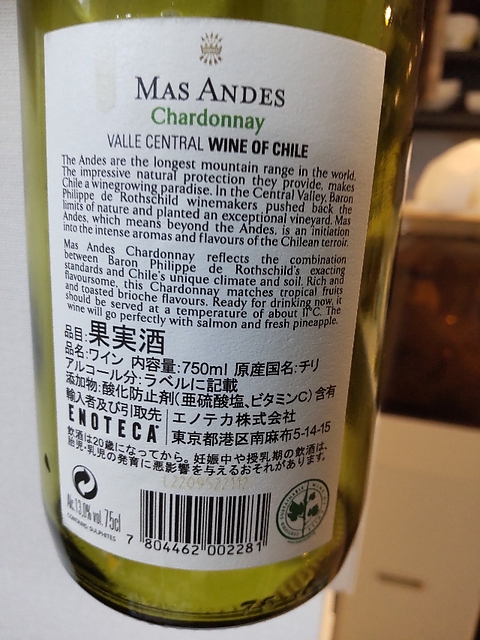 MAS ANDES
Chardonnay
VALLE CENTRAL WINE OF CHILE
The Andes are the longest mountain range in the world.
The impressive natural protection they provide, makes
Chile a winegrowing paradise. In the Central Valley, Baron
Philippe de Rothschild winemakers pushed back the
limits of nature and planted an exceptional vineyard. Mas
Andes, which means beyond the Andes, is an initiation
into the intense aromas and flavours of the Chilean terroir.
Mas Andes Chardonnay reflects the combination
between Baron Philippe de Rothschild's exacting
standards and Chile's unique climate and soil. Rich and
flavoursome, this Chardonnay matches tropical fruits
and toasted brioche flavours. Ready for drinking now, it
should be served at a temperature of about 11°C. The
wine will go perfectly with salmon and fresh pineapple.
品目:果実酒
品名:ワイン 内容量:750ml 原産国名:チリ
アルコール分:ラベルに記載
添加物:酸化防止剤(亜硫酸塩、ビタミンC)含有
輸入者及び引取先 エノテカ株式会社
ENOTECA 東京都港区南麻布5-14-15
飲酒は20歳になってから。妊娠中や授乳期の飲酒は、
胎児・乳児の発育に悪影響を与えるおそれがあります。
Alc.13,0% vol. 75cl
CONTAINS SULPHITES
7 804462 002281